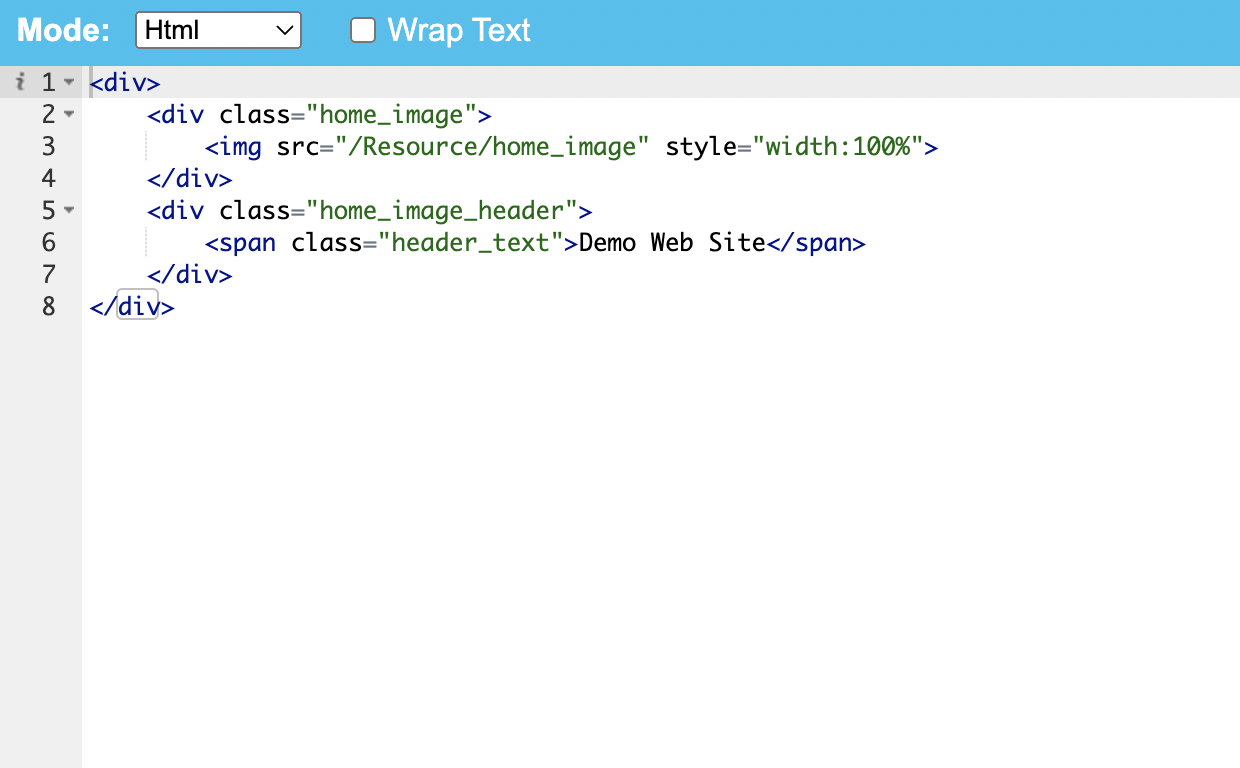 Mode: Html Wrap Text
i 1 <div>
2 <div class="home_image">
3 <img src="/Resource/home_image" style="width:100%">
4 </div>
5 <div class="home_image_header">
6 <span class="header_text">Demo Web Site</span>
7 </div>
8 </div>